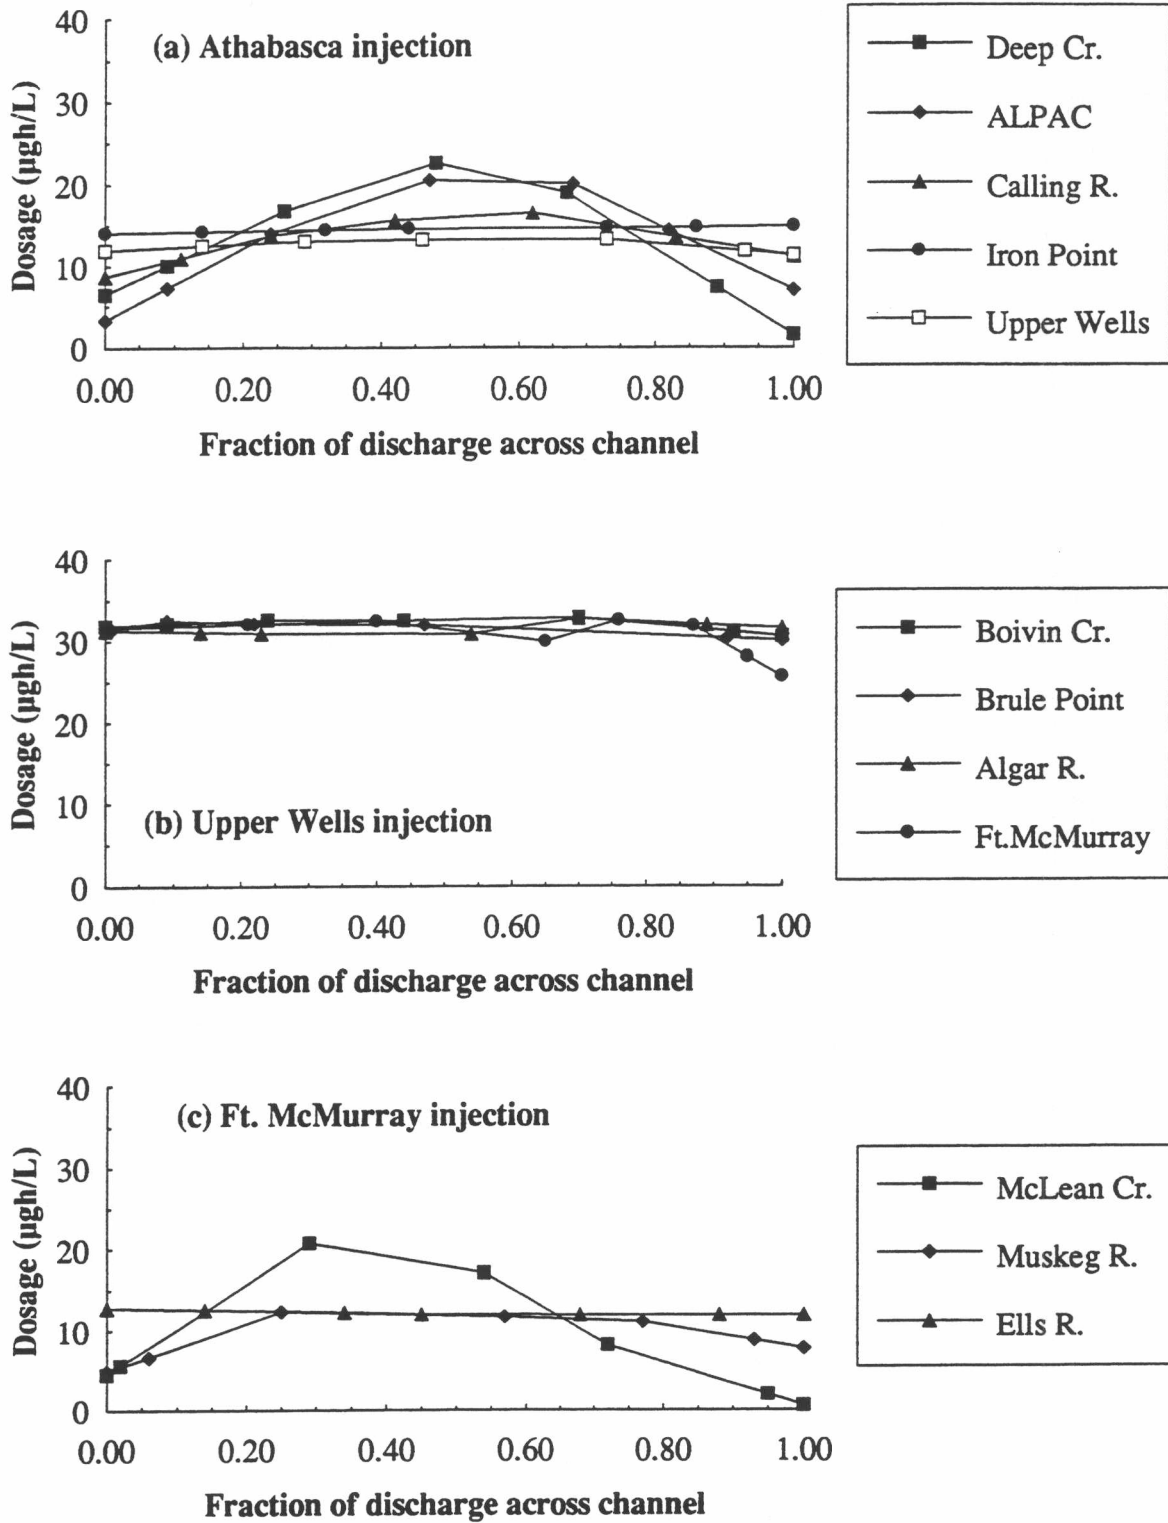 (a) Athabasca injection
Dosage (µgh/L)
40
30
20
10
0
0.00 0.20 0.40 0.60 0.80 1.00
Fraction of discharge across channel
Deep Cr.
ALPAC
Calling R.
Iron Point
Upper Wells
Dosage (µgh/L)
40
30
20
10
0
(b) Upper Wells injection
0.00 0.20 0.40 0.60 0.80 1.00
Fraction of discharge across channel
Boivin Cr.
Brule Point
Algar R.
Ft.McMurray
(c) Ft. McMurray injection
Dosage (µgh/L)
40
30
20
10
0
0.00 0.20 0.40 0.60 0.80 1.00
Fraction of discharge across channel
McLean Cr.
Muskeg R.
Ells R.